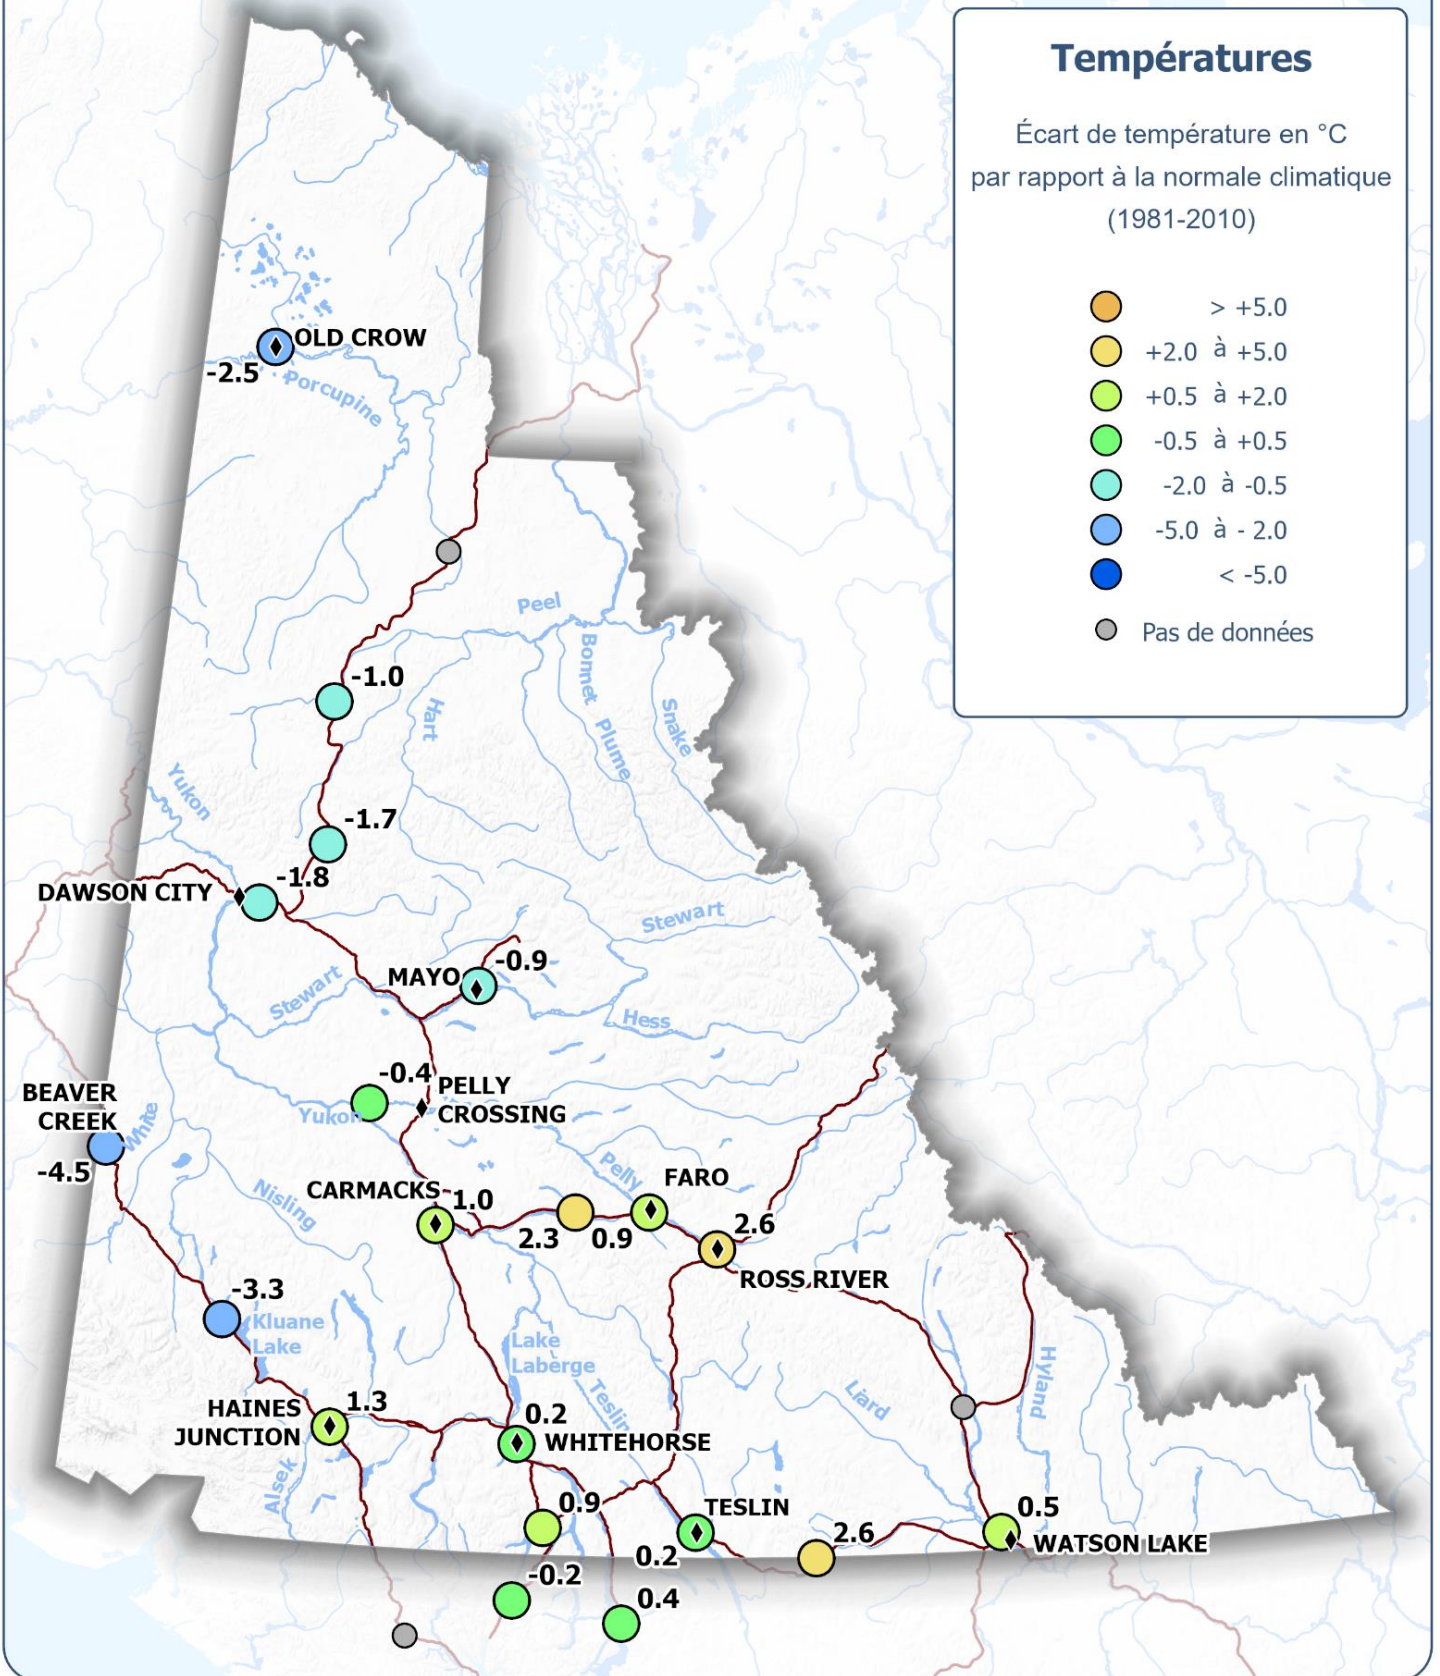 Températures
Écart de température en °C
par rapport à la normale climatique
(1981-2010)
> +5.0
+2.0 à +5.0
+0.5 à +2.0
-0.5 à +0.5
-2.0 à -0.5
-5.0 à - 2.0
< -5.0
Pas de données
OLD CROW
-2.5
Porcupine
Peel
Bonnet Plume
-1.0
Hart
Snake
Yukon
-1.7
-1.8
DAWSON CITY
Stewart
-0.9
MAYO
Stewart
Hess
-0.4
PELLY
CROSSING
BEAVER
CREEK
Yukon
White
-4.5
Pelly
FARO
CARMACKS
1.0
Nisling
2.3
0.9
2.6
ROSS RIVER
-3.3
Kluane
Lake
Lake
Laberge
Hyland
Teslin
Liard
1.3
HAINES
JUNCTION
0.2
WHITEHORSE
Alsek
0.9
TESLIN
0.2
2.6
0.5
WATSON LAKE
-0.2
0.4